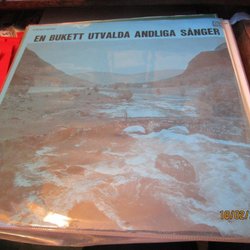 EN BUKETT UTVALDA ANDLIGA SÅNGER